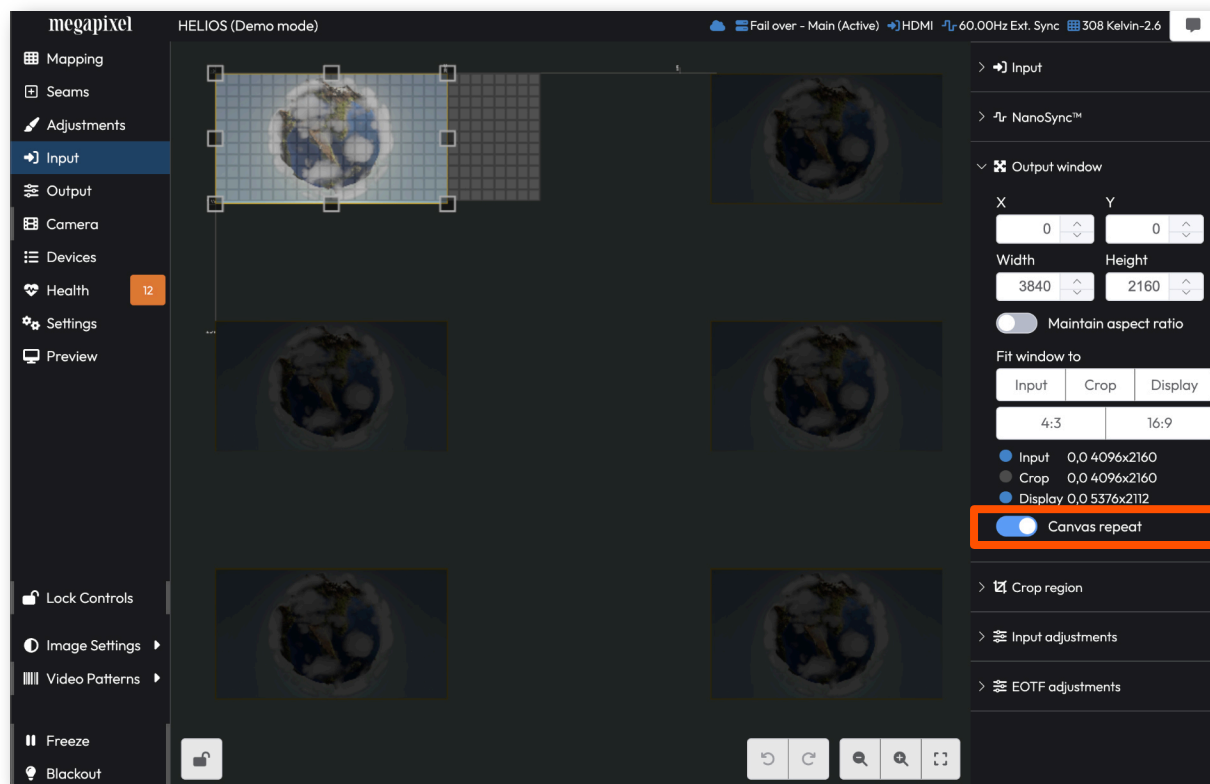 megapixel
HELIOS (Demo mode)
Fail over - Main (Active)
HDMI
60.00Hz Ext. Sync
308 Kelvin-2.6
Mapping
Seams
Adjustments
Input
Output
Camera
Devices
Health
12
Settings
Preview
Lock Controls
Image Settings
Video Patterns
Freeze
Blackout
Input
NanoSync™
Output window
X
Y
0
0
Width
Height
3840
2160
Maintain aspect ratio
Fit window to
Input
Crop
Display
4:3
16:9
Input 0,0 4096x2160
Crop 0,0 4096x2160
Display 0,0 5376x2112
Canvas repeat
Crop region
Input adjustments
EOTF adjustments